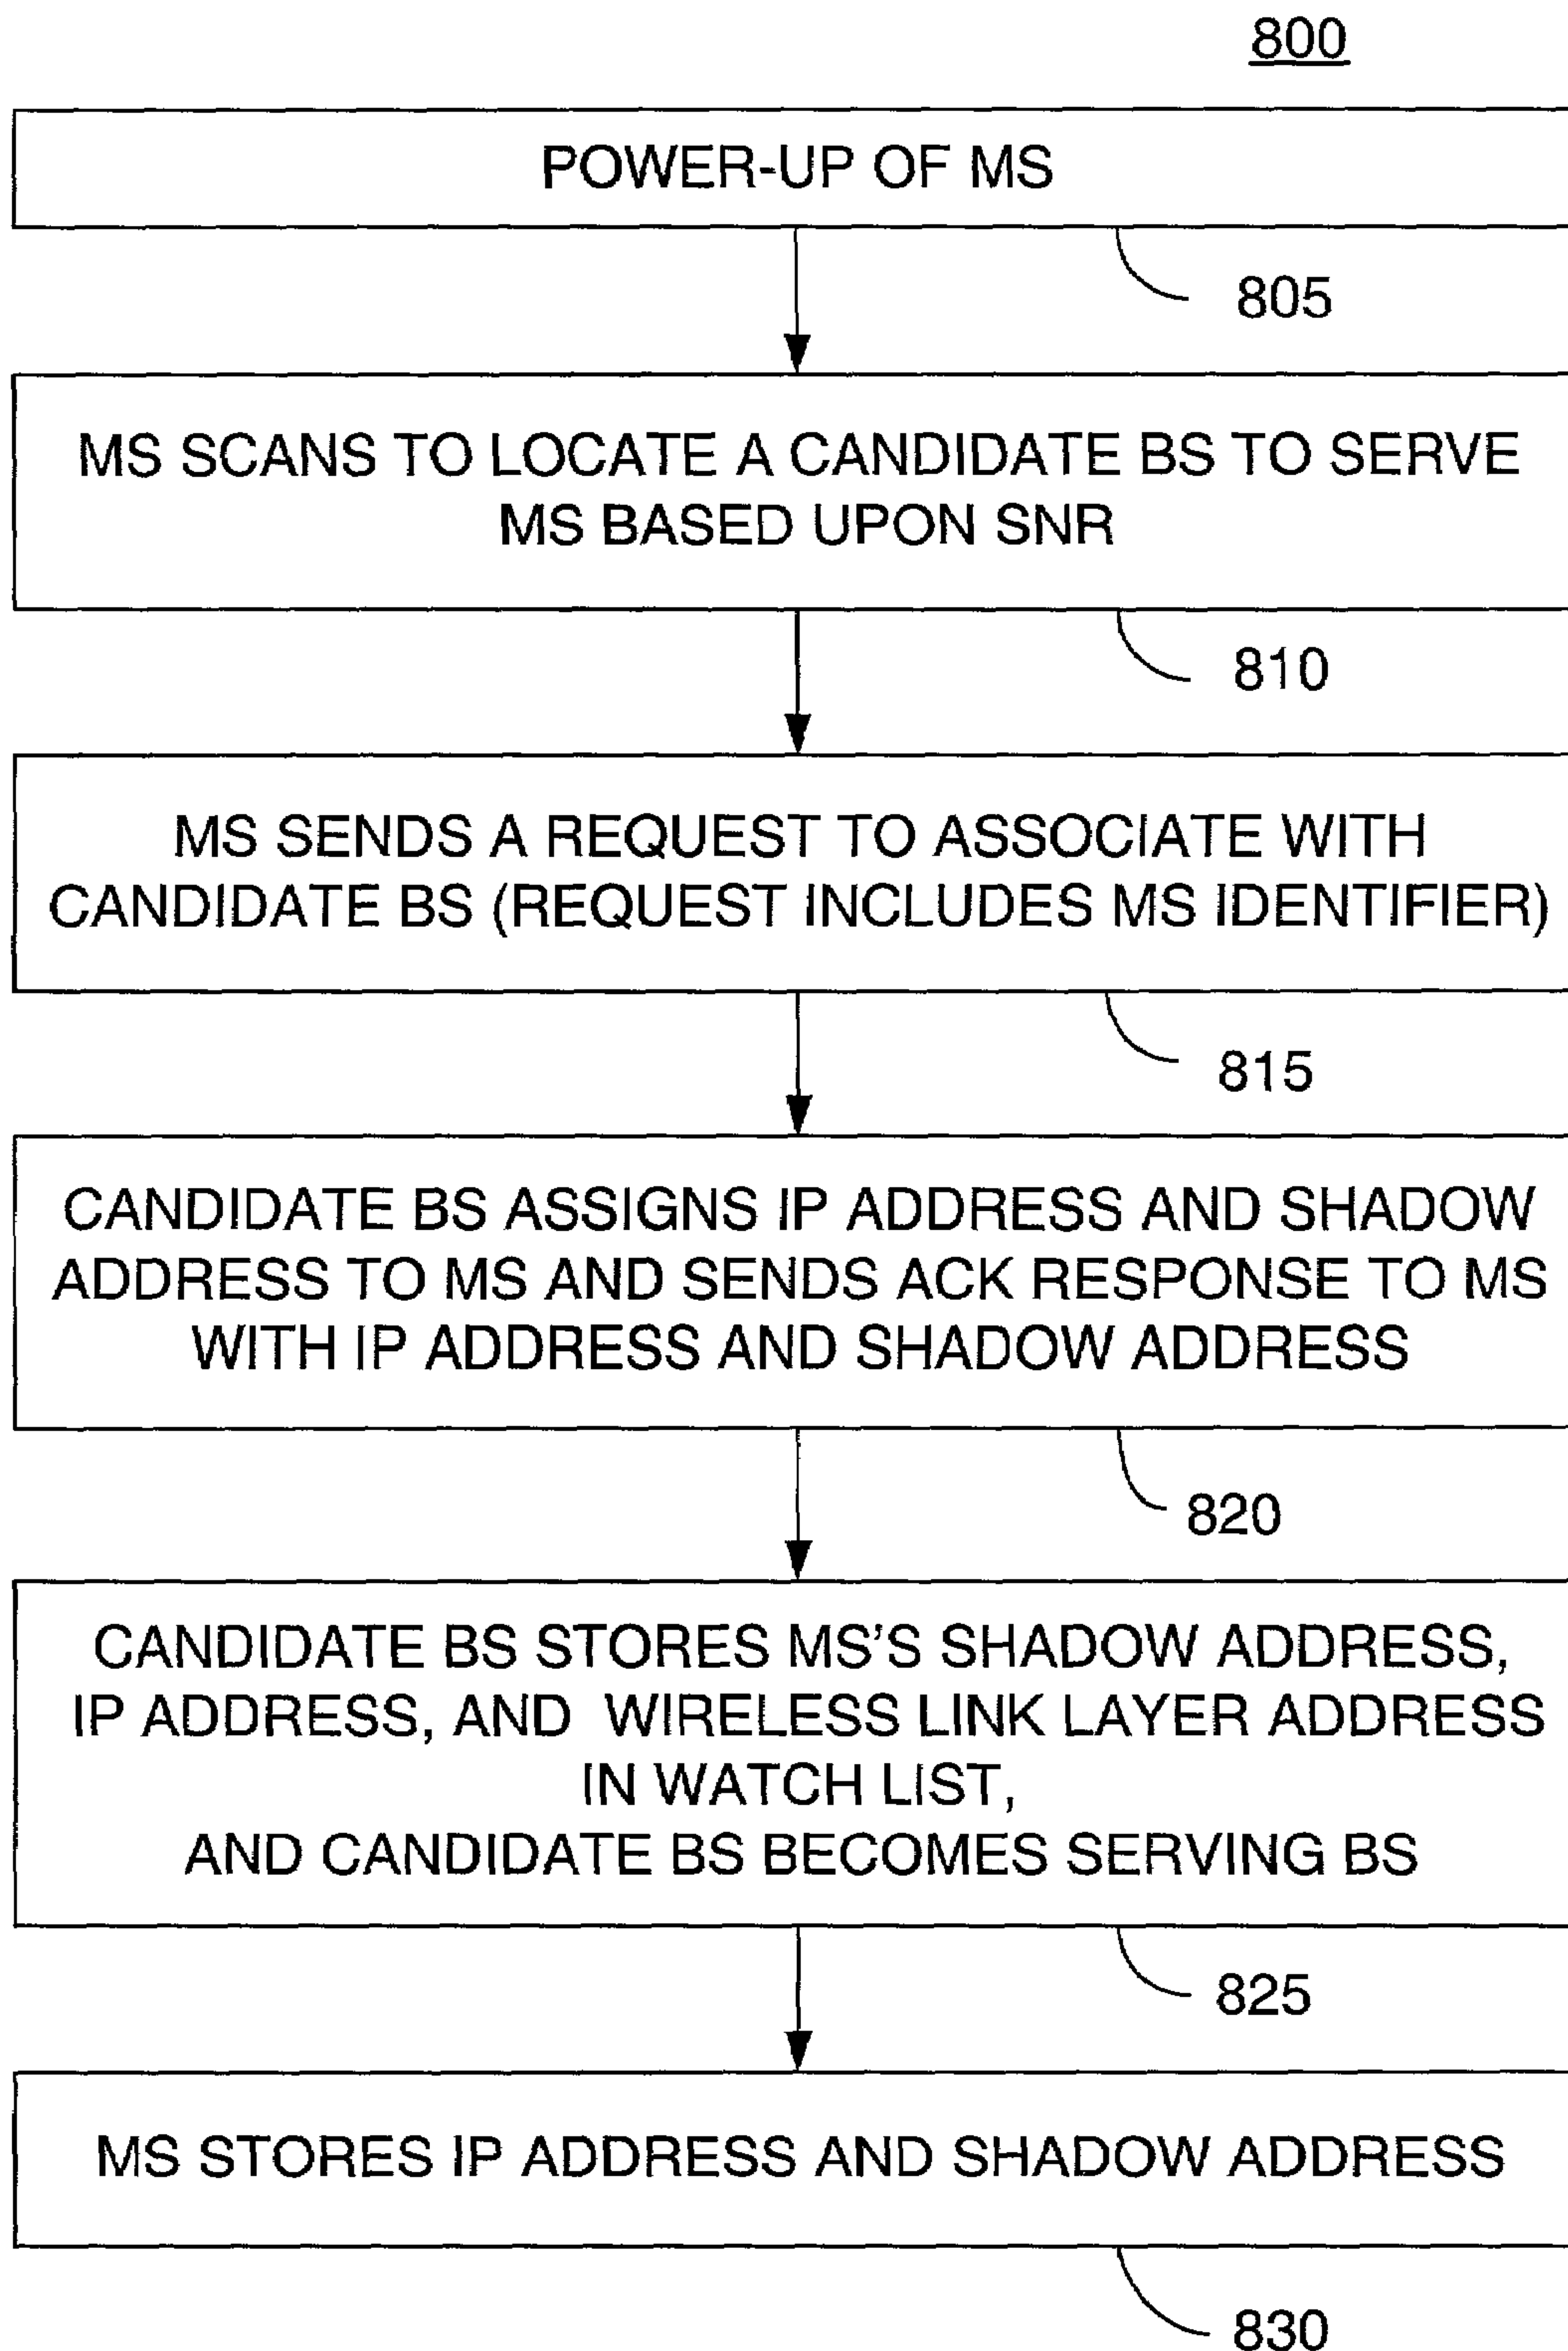 800
POWER-UP OF MS
805
MS SCANS TO LOCATE A CANDIDATE BS TO SERVE
MS BASED UPON SNR
810
MS SENDS A REQUEST TO ASSOCIATE WITH
CANDIDATE BS (REQUEST INCLUDES MS IDENTIFIER)
815
CANDIDATE BS ASSIGNS IP ADDRESS AND SHADOW
ADDRESS TO MS AND SENDS ACK RESPONSE TO MS
WITH IP ADDRESS AND SHADOW ADDRESS
820
CANDIDATE BS STORES MS'S SHADOW ADDRESS,
IP ADDRESS, AND WIRELESS LINK LAYER ADDRESS
IN WATCH LIST,
AND CANDIDATE BS BECOMES SERVING BS
825
MS STORES IP ADDRESS AND SHADOW ADDRESS
830